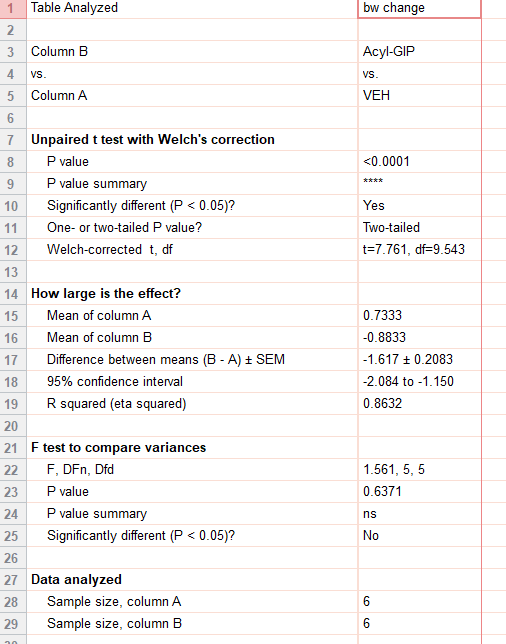 1 Table Analyzed bw change
2
3 Column B Acyl-GIP
4 vs. vs.
5 Column A VEH
6
7 Unpaired t test with Welch's correction
8 P value <0.0001
9 P value summary ****
10 Significantly different (P < 0.05)? Yes
11 One- or two-tailed P value? Two-tailed
12 Welch-corrected t, df t=7.761, df=9.543
13
14 How large is the effect?
15 Mean of column A 0.7333
16 Mean of column B -0.8833
17 Difference between means (B - A) ± SEM -1.617 ± 0.2083
18 95% confidence interval -2.084 to -1.150
19 R squared (eta squared) 0.8632
20
21 F test to compare variances
22 F, DFn, Dfd 1.561, 5, 5
23 P value 0.6371
24 P value summary ns
25 Significantly different (P < 0.05)? No
26
27 Data analyzed
28 Sample size, column A 6
29 Sample size, column B 6